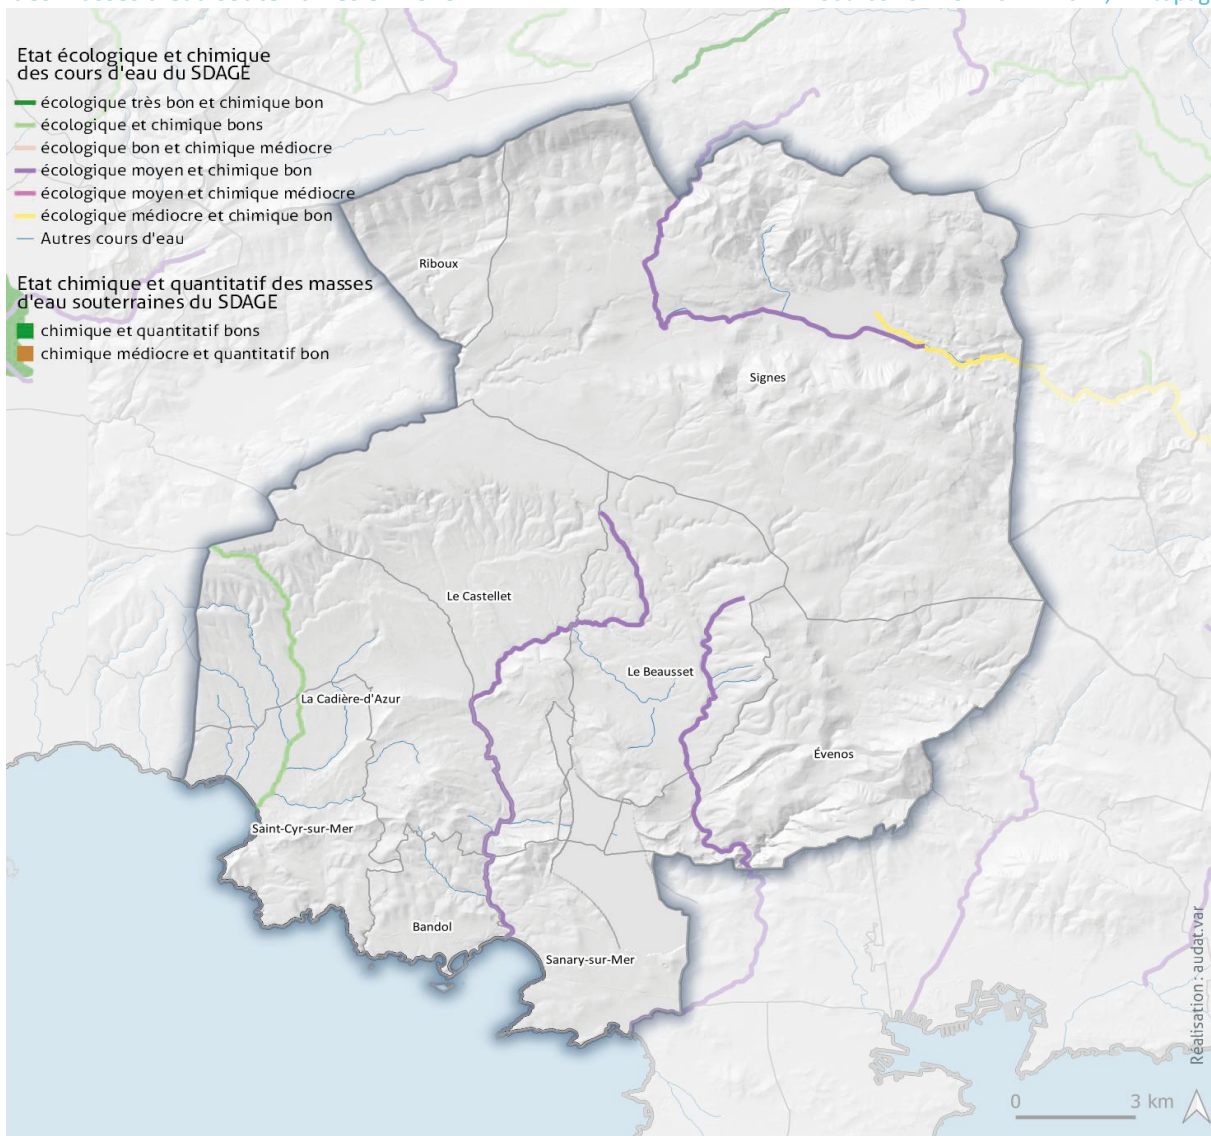 Etat écologique et chimique
des cours d'eau du SDAGE
écologique très bon et chimique bon
écologique et chimique bons
écologique bon et chimique médiocre
écologique moyen et chimique bon
écologique moyen et chimique médiocre
écologique médiocre et chimique bon
Autres cours d'eau
Etat chimique et quantitatif des masses
d'eau souterraines du SDAGE
chimique et quantitatif bons
chimique médiocre et quantitatif bon
Riboux
Signes
Le Castellet
Le Beausset
La Cadière-d'Azur
Évenos
Saint-Cyr-sur-Mer
Bandol
Sanary-sur-Mer
Réalisation : audat.var
0 3 km